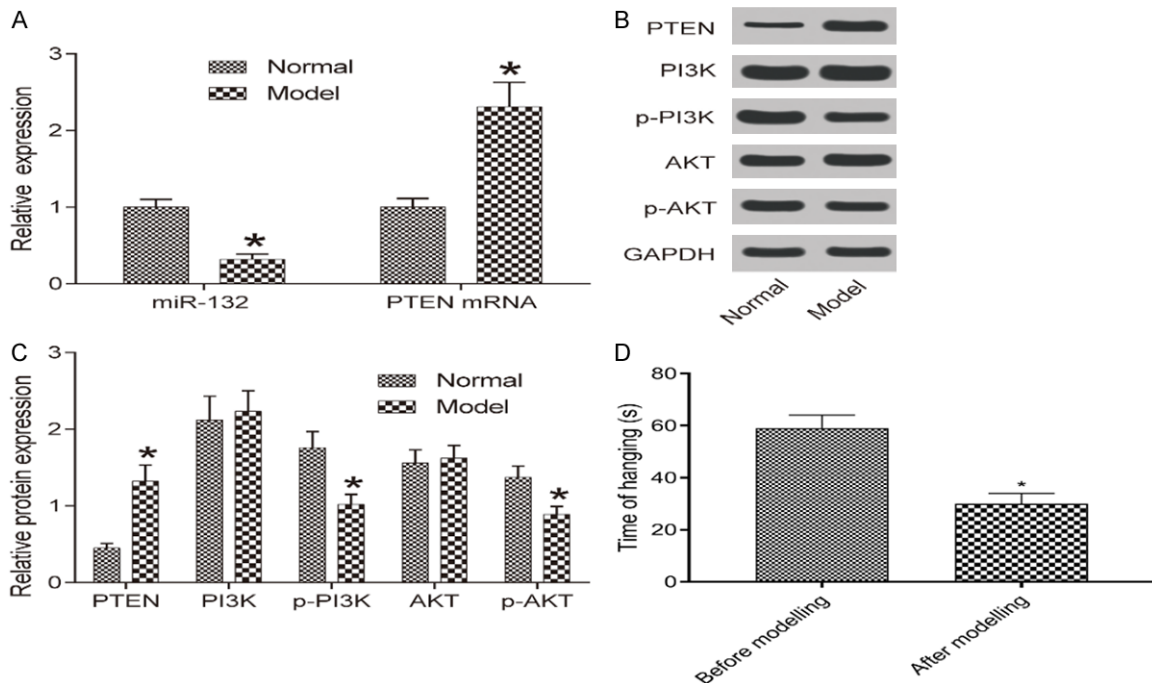 A
Relative expression
3
2
1
0
Normal
Model
*
*
miR-132
PTEN mRNA
B
PTEN
PI3K
p-PI3K
AKT
p-AKT
GAPDH
Normal
Model
C
Relative protein expression
3
2
1
0
Normal
Model
*
*
*
PTEN
PI3K
p-PI3K
AKT
p-AKT
D
Time of hanging (s)
80
60
40
20
0
*
Before modelling
After modelling